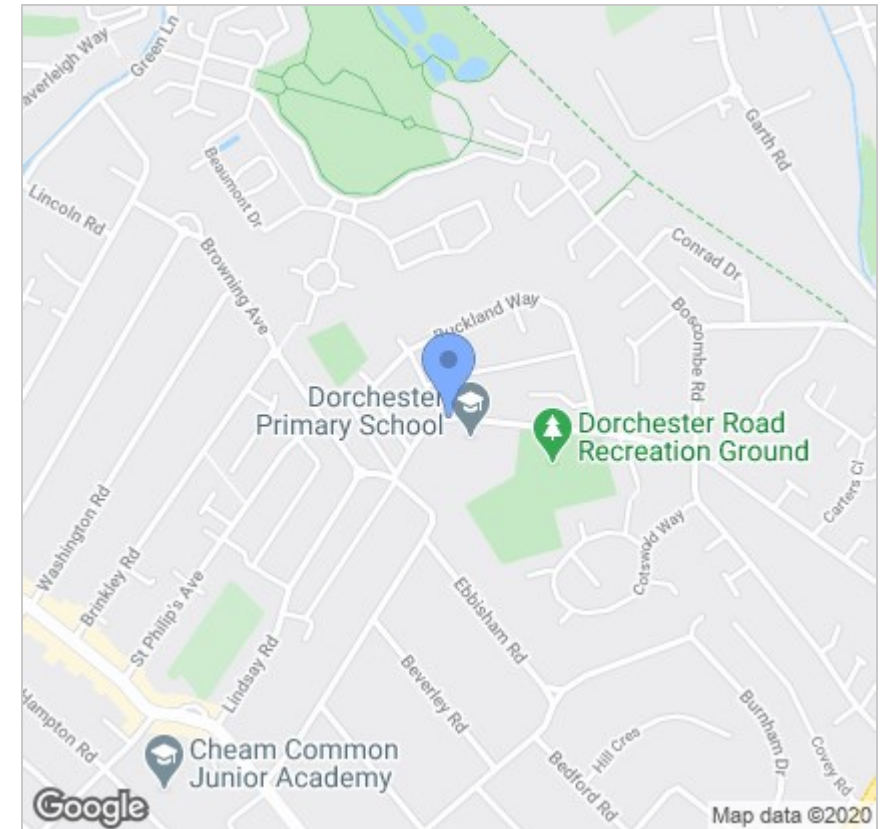 averleigh Way
Green Ln
Garth Rd
Beaumont Dr
Lincoln Rd
Browning Ave
Conrad Dr
Buckland Way
Boscombe Rd
Dorchester
Primary School
Dorchester Road
Recreation Ground
Carters Cl
Washington Rd
Brinkley Rd
St Philip's Ave
Cotswold Way
Ebbisham Rd
Lindsay Rd
Beverley Rd
Hampton Rd
Hill Cres
Burnham Dr
Covey Rd
Bedford Rd
Cheam Common
Junior Academy
Google
Map data ©2020